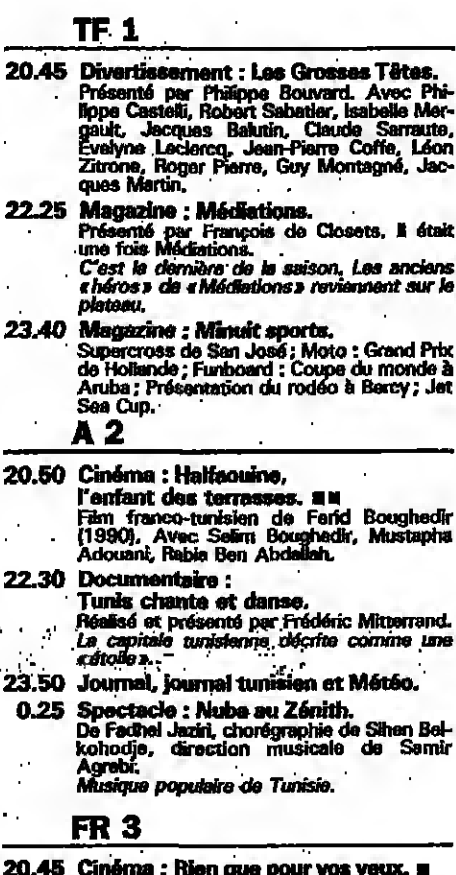 TF 1
20.45 Divertissement : Les Grosses Têtes.
Présenté par Philippe Bouvard. Avec Phi-
lippe Castelli, Robert Sabatier, Isabelle Mer-
gault, Jacques Balutin, Claude Sarraute,
Évelyne Leclercq, Jean-Pierre Coffe, Léon
Zitrone, Roger Pierre, Guy Montagné, Jac-
ques Martin.
22.25 Magazine : Médiations.
Présenté par François de Closets. Il était
une fois Médiations.
C'est la dernière de la saison. Les anciens
« héros » de « Médiations » reviennent sur le
plateau.
23.40 Magazine : Minuit sports.
Supercross de San José ; Moto : Grand Prix
de Hollande ; Funboard : Coupe du monde à
Aruba ; Présentation du rodéo à Bercy ; Jet
Sea Cup.
A 2
20.50 Cinéma : Halfaouine,
l'enfant des terrasses. ■■
Film franco-tunisien de Ferid Boughedir
(1990). Avec Selim Boughedir, Mustapha
Adouani, Rabia Ben Abdallah.
22.30 Documentaire :
Tunis chante et danse.
Réalisé et présenté par Frédéric Mitterrand.
La capitale tunisienne décrite comme une
« étoile ».
23.50 Journal, journal tunisien et Météo.
0.25 Spectacle : Nuba au Zénith.
De Fadhel Jaziri, chorégraphie de Sihen Bel-
kohodja, direction musicale de Samir
Agrebi.
Musique populaire de Tunisie.
FR 3
20.45 Cinéma : Rien que pour vos yeux. ■